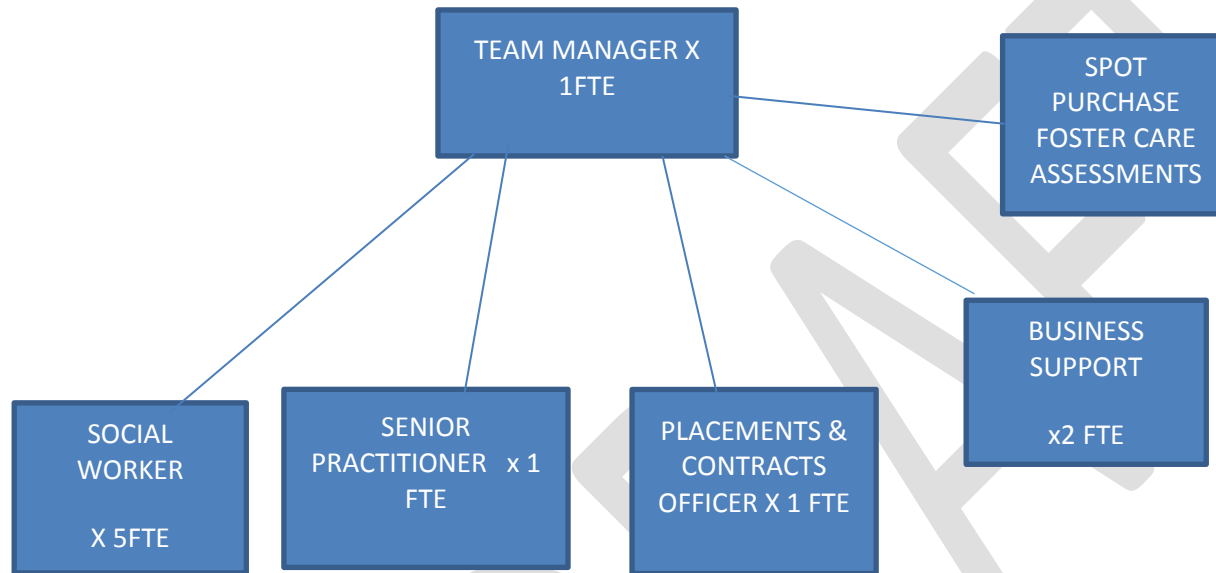 TEAM MANAGER X
1FTE
SPOT
PURCHASE
FOSTER CARE
ASSESSMENTS
SOCIAL
WORKER
X 5FTE
SENIOR
PRACTITIONER x 1
FTE
PLACEMENTS &
CONTRACTS
OFFICER X 1 FTE
BUSINESS
SUPPORT
x2 FTE